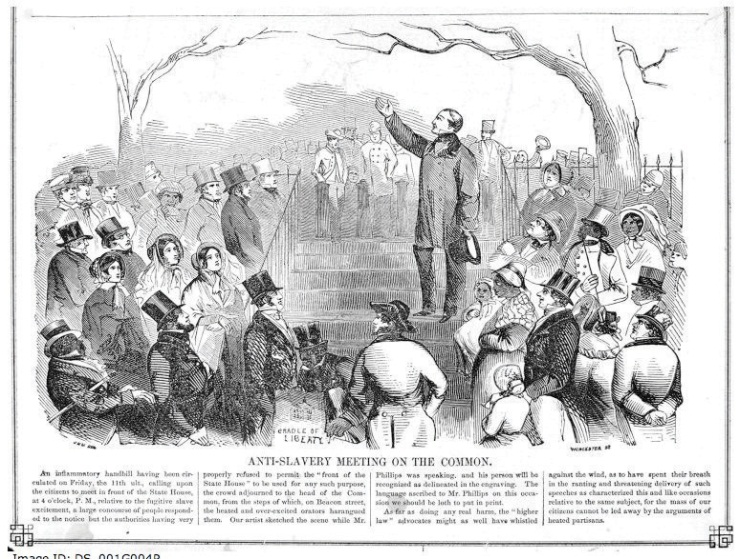 CRADLE OF
LIBERTY
WORCESTER
ANTI-SLAVERY MEETING ON THE COMMON.
An inflammatory handbill having been cir-
culated on Friday, the 11th ult., calling upon
the citizens to meet in front of the State House,
at 4 o'clock, P. M., relative to the fugitive slave
excitement, a large concourse of people respond-
ed to the notice but the authorities having very
properly refused to permit the "front of the
State House" to be used for any such purpose,
the crowd adjourned to the head of the Com-
mon, from the steps of which, on Beacon street,
the heated and over-excited orators harangued
them. Our artist sketched the scene while Mr.
Phillips was speaking, and his person will be
recognised as delineated in the engraving. The
language ascribed to Mr. Phillips on this occa-
sion we should be loth to put in print.
As far as doing any real harm, the "higher
law" advocates might as well have whistled
against the wind, as to have spent their breath
in the ranting and threatening delivery of such
speeches as characterised this and like occasions
relative to the same subject, for the mass of our
citizens cannot be led away by the arguments of
heated partisans.
Image ID: DS_001G004P